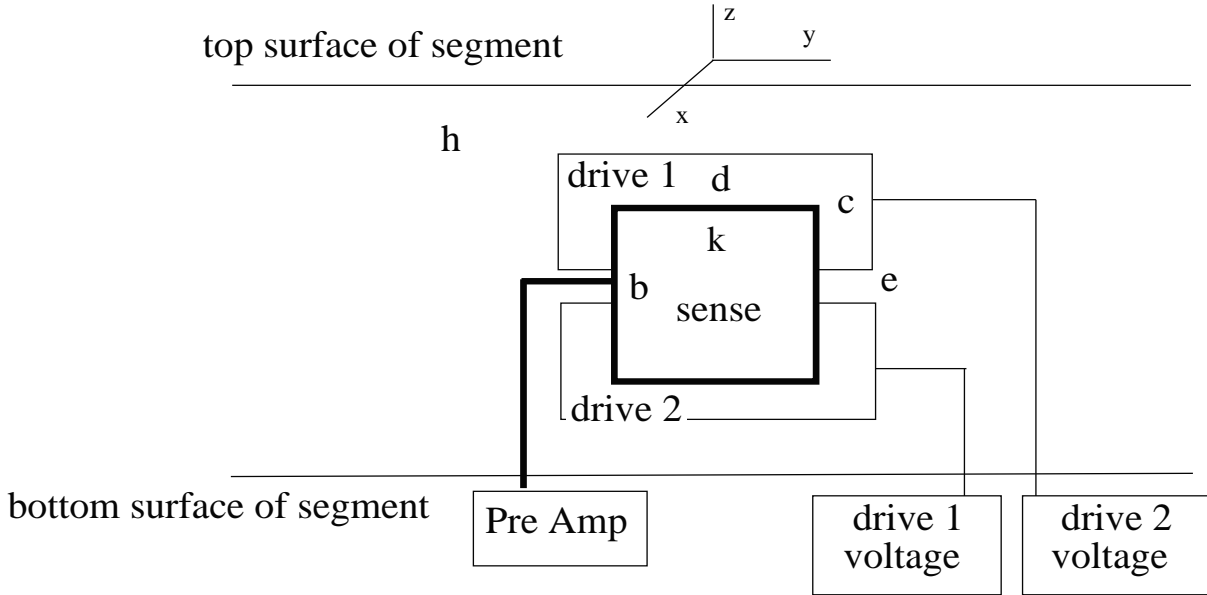 z
top surface of segment
y
x
h
drive 1
d
c
k
b
e
sense
drive 2
bottom surface of segment
Pre Amp
drive 1
voltage
drive 2
voltage